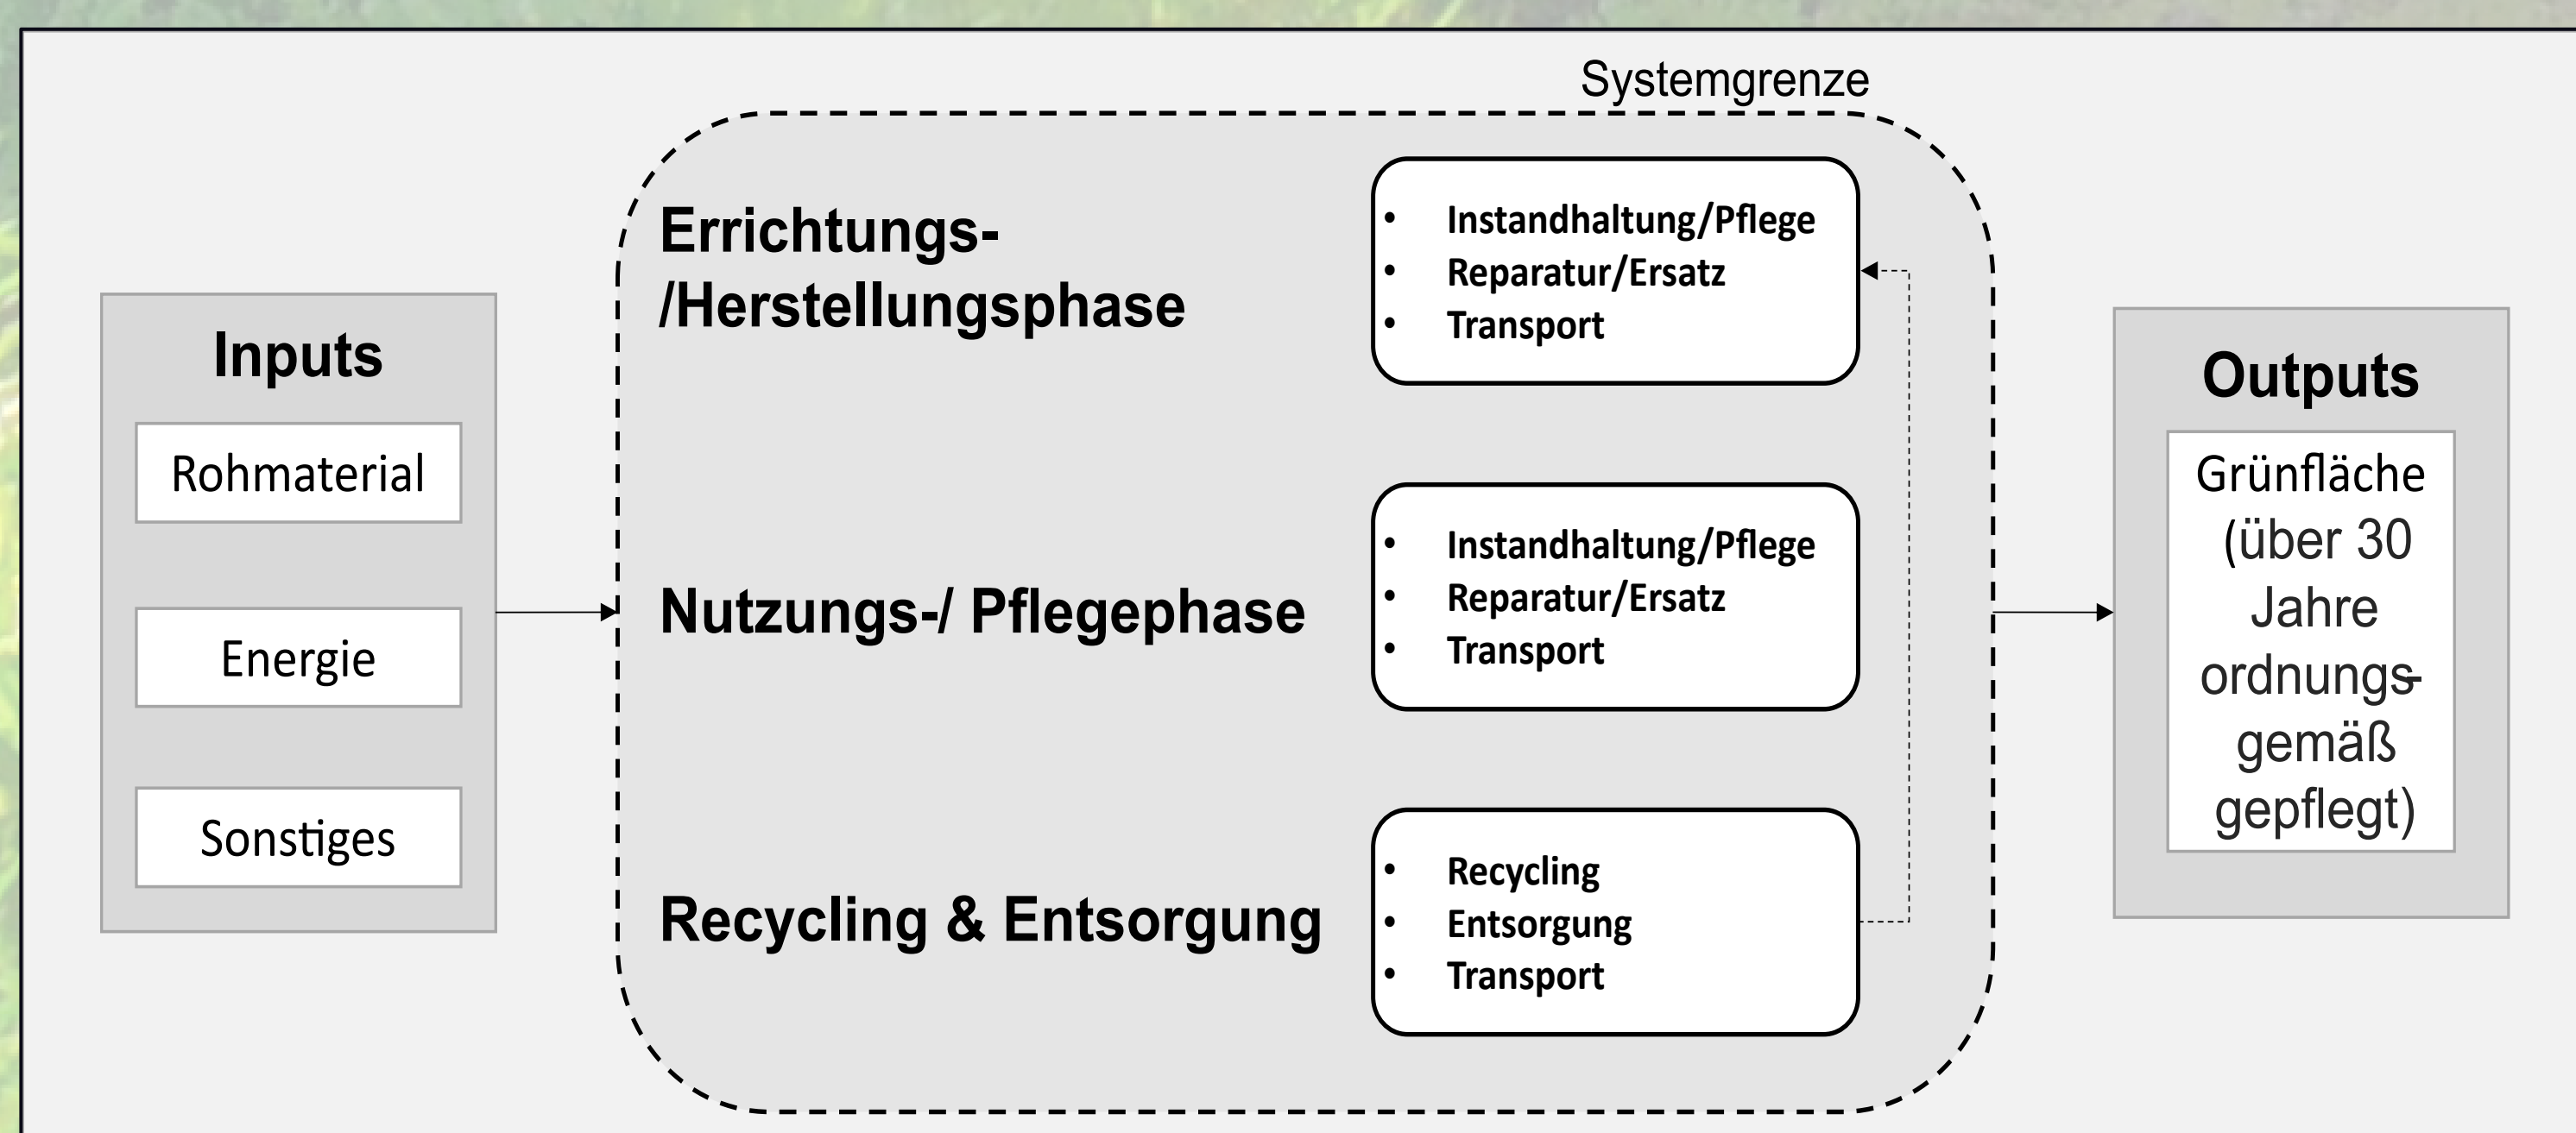 Systemgrenze
Inputs
Rohmaterial
Energie
Sonstiges
Errichtungs-
/Herstellungsphase
• Instandhaltung/Pflege
• Reparatur/Ersatz
• Transport
Nutzungs-/ Pflegephase
• Instandhaltung/Pflege
• Reparatur/Ersatz
• Transport
Recycling & Entsorgung
• Recycling
• Entsorgung
• Transport
Outputs
Grünfläche
(über 30
Jahre
ordnungs-
gemäß
gepflegt)